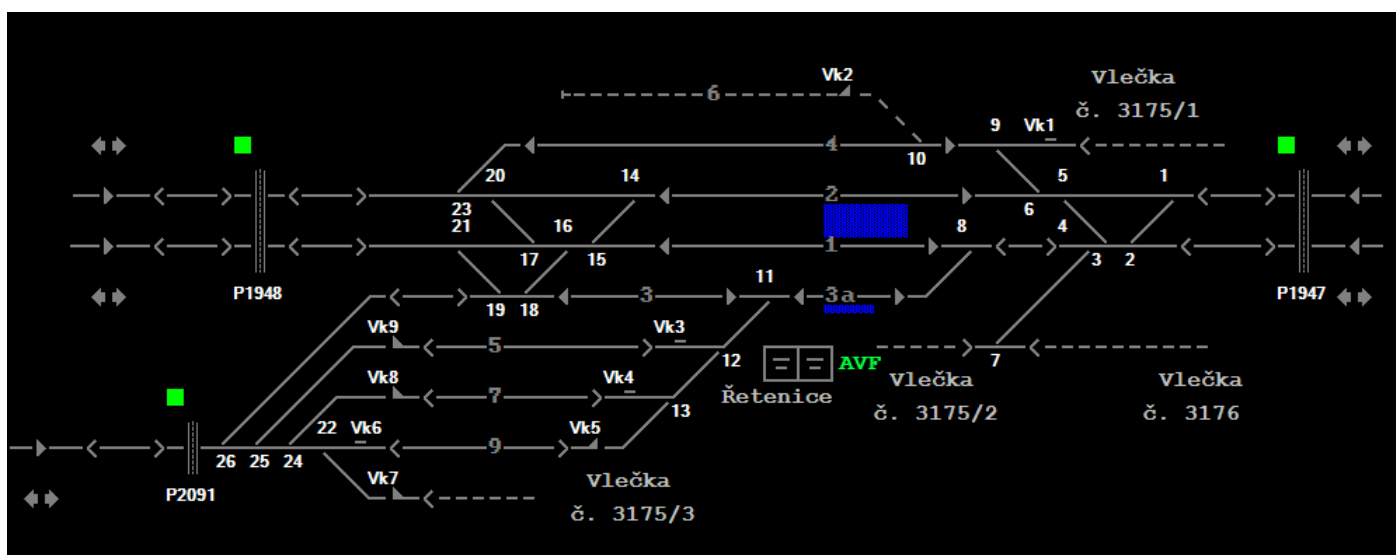 Vk2
Vlečka
6
č. 3175/1
9 Vk1
4
10
20 14 5 1
2
23 6
21 16 8 4
1
17 15 3 2
11
P1948 3 3a P1947
19 18
Vk9 Vk3
5 12 7
AVF
Vk8 Vk4 Vlečka Vlečka
7 Řetenice
13 č. 3175/2 č. 3176
22 Vk6 Vk5
9
26 25 24
Vk7 Vlečka
P2091
č. 3175/3